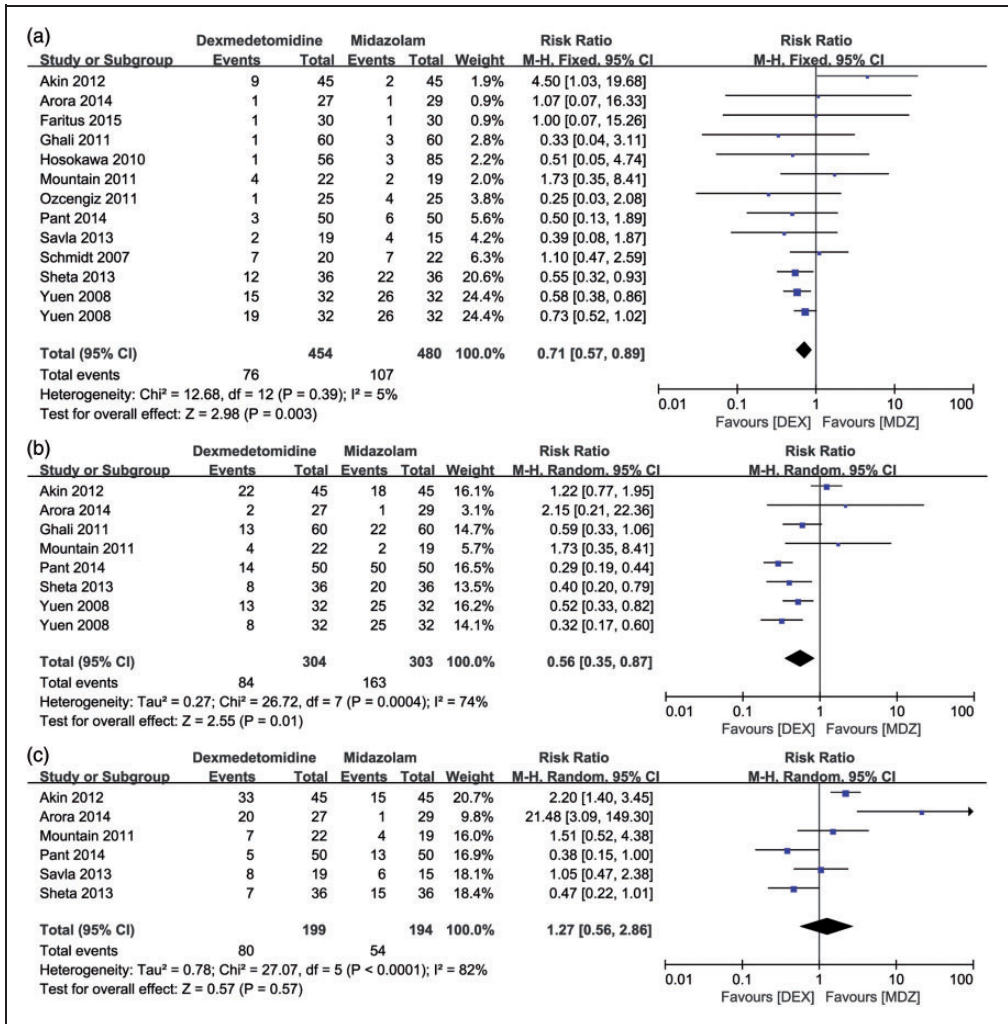 (a)
Dexmedetomidine Midazolam Risk Ratio Risk Ratio
Study or Subgroup Events Total Events Total Weight M-H. Fixed. 95% CI M-H. Fixed. 95% CI
Akin 2012 9 45 2 45 1.9% 4.50 [1.03, 19.68]
Arora 2014 1 27 1 29 0.9% 1.07 [0.07, 16.33]
Faritus 2015 1 30 1 30 0.9% 1.00 [0.07, 15.26]
Ghali 2011 1 60 3 60 2.8% 0.33 [0.04, 3.11]
Hosokawa 2010 1 56 3 85 2.2% 0.51 [0.05, 4.74]
Mountain 2011 4 22 2 19 2.0% 1.73 [0.35, 8.41]
Ozcengiz 2011 1 25 4 25 3.8% 0.25 [0.03, 2.08]
Pant 2014 3 50 6 50 5.6% 0.50 [0.13, 1.89]
Savla 2013 2 19 4 15 4.2% 0.39 [0.08, 1.87]
Schmidt 2007 7 20 7 22 6.3% 1.10 [0.47, 2.59]
Sheta 2013 12 36 22 36 20.6% 0.55 [0.32, 0.93]
Yuen 2008 15 32 26 32 24.4% 0.58 [0.38, 0.86]
Yuen 2008 19 32 26 32 24.4% 0.73 [0.52, 1.02]
Total (95% CI) 454 480 100.0% 0.71 [0.57, 0.89]
Total events 76 107
Heterogeneity: Chi² = 12.68, df = 12 (P = 0.39); I² = 5%
Test for overall effect: Z = 2.98 (P = 0.003)
0.01 0.1 1 10 100
Favours [DEX] Favours [MDZ]
(b)
Dexmedetomidine Midazolam Risk Ratio Risk Ratio
Study or Subgroup Events Total Events Total Weight M-H. Random. 95% CI M-H. Random. 95% CI
Akin 2012 22 45 18 45 16.1% 1.22 [0.77, 1.95]
Arora 2014 2 27 1 29 3.1% 2.15 [0.21, 22.36]
Ghali 2011 13 60 22 60 14.7% 0.59 [0.33, 1.06]
Mountain 2011 4 22 2 19 5.7% 1.73 [0.35, 8.41]
Pant 2014 14 50 50 50 16.5% 0.29 [0.19, 0.44]
Sheta 2013 8 36 20 36 13.5% 0.40 [0.20, 0.79]
Yuen 2008 13 32 25 32 16.2% 0.52 [0.33, 0.82]
Yuen 2008 8 32 25 32 14.1% 0.32 [0.17, 0.60]
Total (95% CI) 304 303 100.0% 0.56 [0.35, 0.87]
Total events 84 163
Heterogeneity: Tau² = 0.27; Chi² = 26.72, df = 7 (P = 0.0004); I² = 74%
Test for overall effect: Z = 2.55 (P = 0.01)
0.01 0.1 1 10 100
Favours [DEX] Favours [MDZ]
(c)
Dexmedetomidine Midazolam Risk Ratio Risk Ratio
Study or Subgroup Events Total Events Total Weight M-H. Random. 95% CI M-H. Random. 95% CI
Akin 2012 33 45 15 45 20.7% 2.20 [1.40, 3.45]
Arora 2014 20 27 1 29 9.8% 21.48 [3.09, 149.30]
Mountain 2011 7 22 4 19 16.0% 1.51 [0.52, 4.38]
Pant 2014 5 50 13 50 16.9% 0.38 [0.15, 1.00]
Savla 2013 8 19 6 15 18.1% 1.05 [0.47, 2.38]
Sheta 2013 7 36 15 36 18.4% 0.47 [0.22, 1.01]
Total (95% CI) 199 194 100.0% 1.27 [0.56, 2.86]
Total events 80 54
Heterogeneity: Tau² = 0.78; Chi² = 27.07, df = 5 (P < 0.0001); I² = 82%
Test for overall effect: Z = 0.57 (P = 0.57)
0.01 0.1 1 10 100
Favours [DEX] Favours [MDZ]